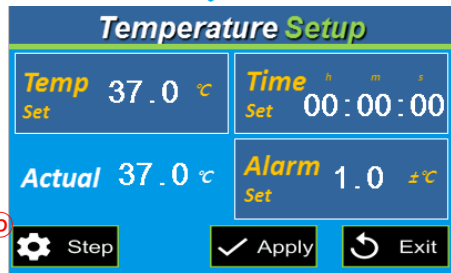 Temperature Setup
Temp Set 37.0 °C
Time Set h m s 00:00:00
Actual 37.0 °C
Alarm Set 1.0 ±°C
Step
Apply
Exit